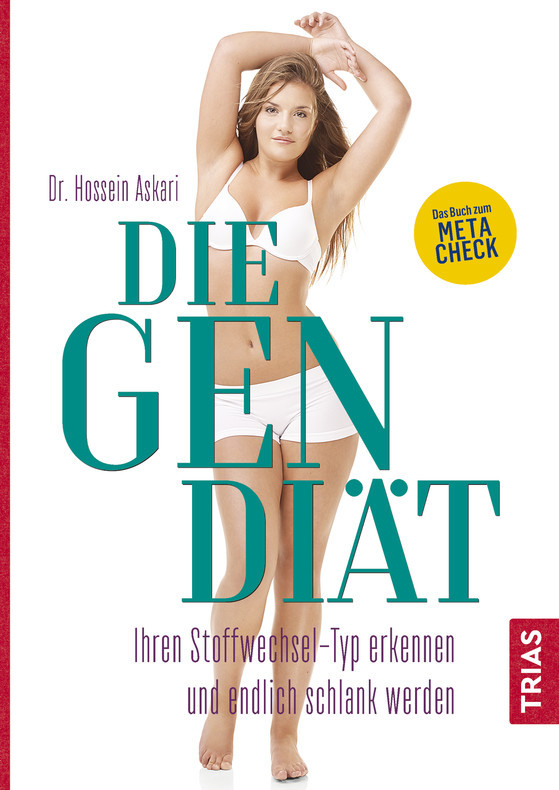 Dr. Hossein Askari
Das Buch zum
META
CHECK
DIE
GEN
DIÄT
Ihren Stoffwechsel-Typ erkennen
und endlich schlank werden
TRIAS